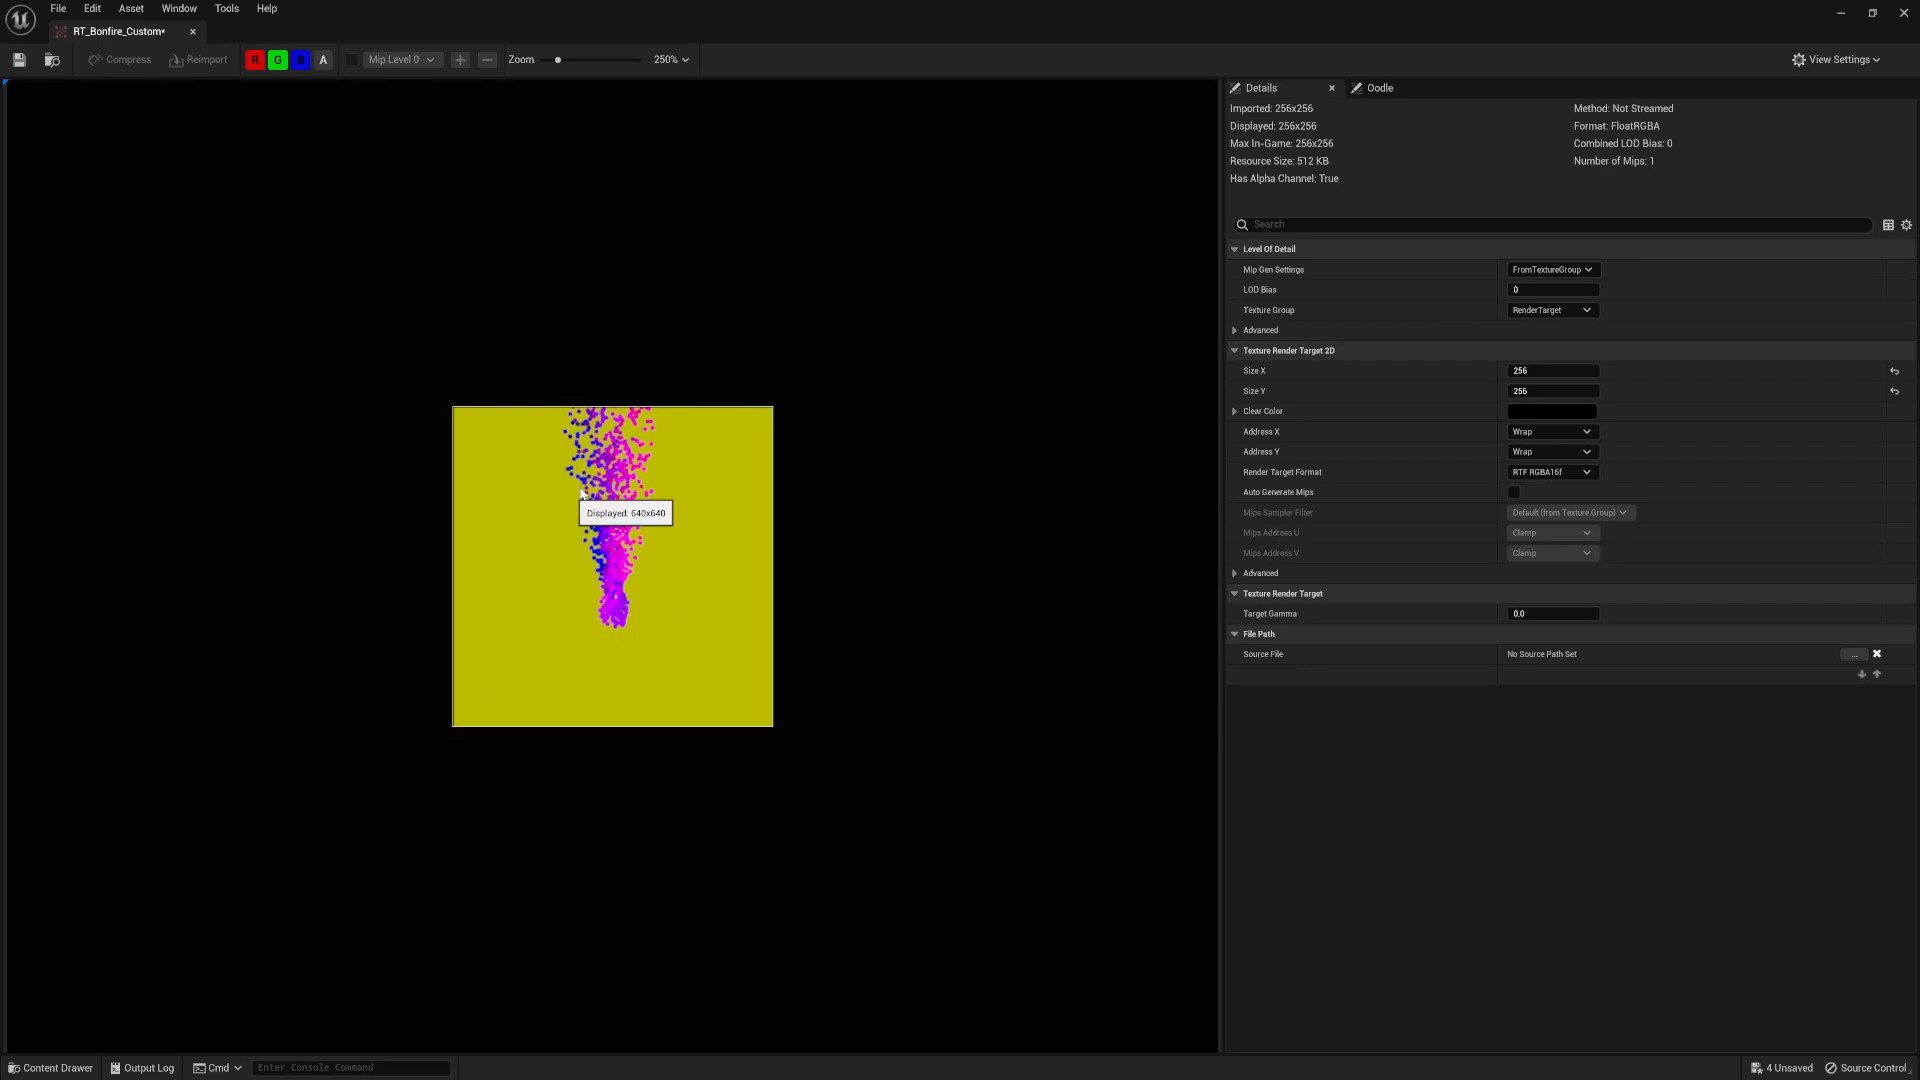 File Edit Asset Window Tools Help
RT_Bonfire_Custom*
Compress Reimport R G B A Mip Level 0 Zoom 250% View Settings
Details Oodle
Imported: 256x256 Method: Not Streamed
Displayed: 256x256 Format: FloatRGBA
Max In-Game: 256x256 Combined LOD Bias: 0
Resource Size: 512 KB Number of Mips: 1
Has Alpha Channel: True
Search
Level Of Detail
Mip Gen Settings FromTextureGroup
LOD Bias 0
Texture Group RenderTarget
Advanced
Texture Render Target 2D
Size X 256
Size Y 256
Clear Color
Address X Wrap
Address Y Wrap
Render Target Format RTF RGBA16f
Auto Generate Mips
Mips Sampler Filter Default (from Texture Group)
Mips Address U Clamp
Mips Address V Clamp
Advanced
Texture Render Target
Target Gamma 0.0
File Path
Source File No Source Path Set ...
Displayed: 640x640
Content Drawer Output Log Cmd Enter Console Command 4 Unsaved Source Control